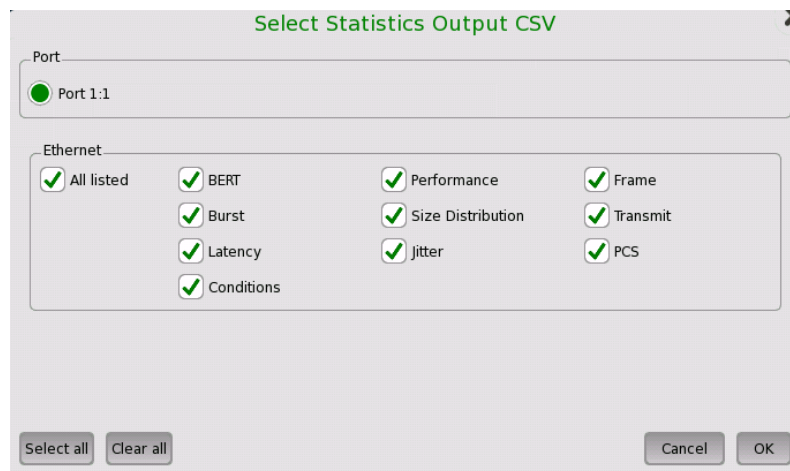 Select Statistics Output CSV
Port
Port 1:1
Ethernet
All listed BERT Performance Frame
Burst Size Distribution Transmit
Latency Jitter PCS
Conditions
Select all Clear all Cancel OK